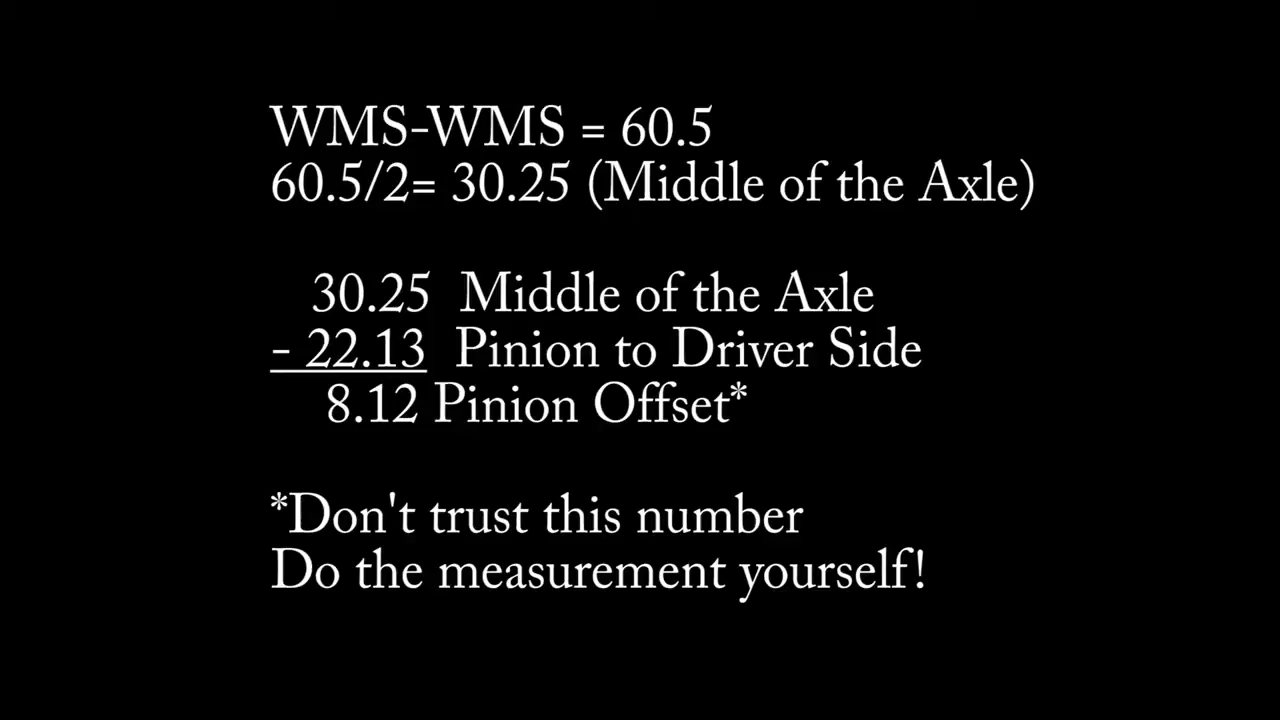 WMS-WMS = 60.5
60.5/2= 30.25 (Middle of the Axle)
30.25 Middle of the Axle
- 22.13 Pinion to Driver Side
8.12 Pinion Offset*
*Don't trust this number
Do the measurement yourself!